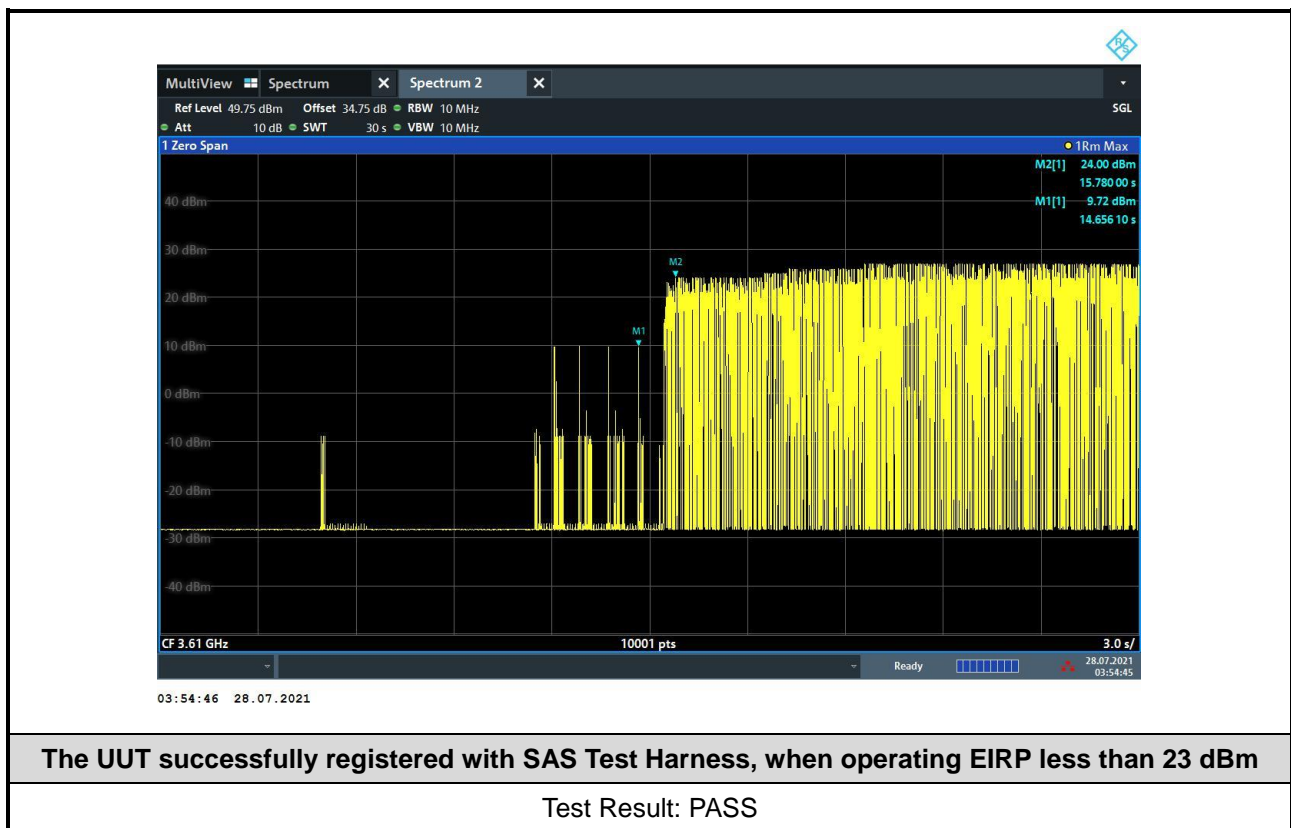 R&S
MultiView Spectrum X Spectrum 2 X
Ref Level 49.75 dBm Offset 34.75 dB RBW 10 MHz SGL
Att 10 dB SWT 30 s VBW 10 MHz
1 Zero Span 1Rm Max
M2[1] 24.00 dBm
15.780 00 s
40 dBm M1[1] 9.72 dBm
14.656 10 s
30 dBm
M2
20 dBm
M1
10 dBm
0 dBm
-10 dBm
-20 dBm
-30 dBm
-40 dBm
CF 3.61 GHz 10001 pts 3.0 s/
Ready 28.07.2021
03:54:45
03:54:46 28.07.2021
The UUT successfully registered with SAS Test Harness, when operating EIRP less than 23 dBm
Test Result: PASS